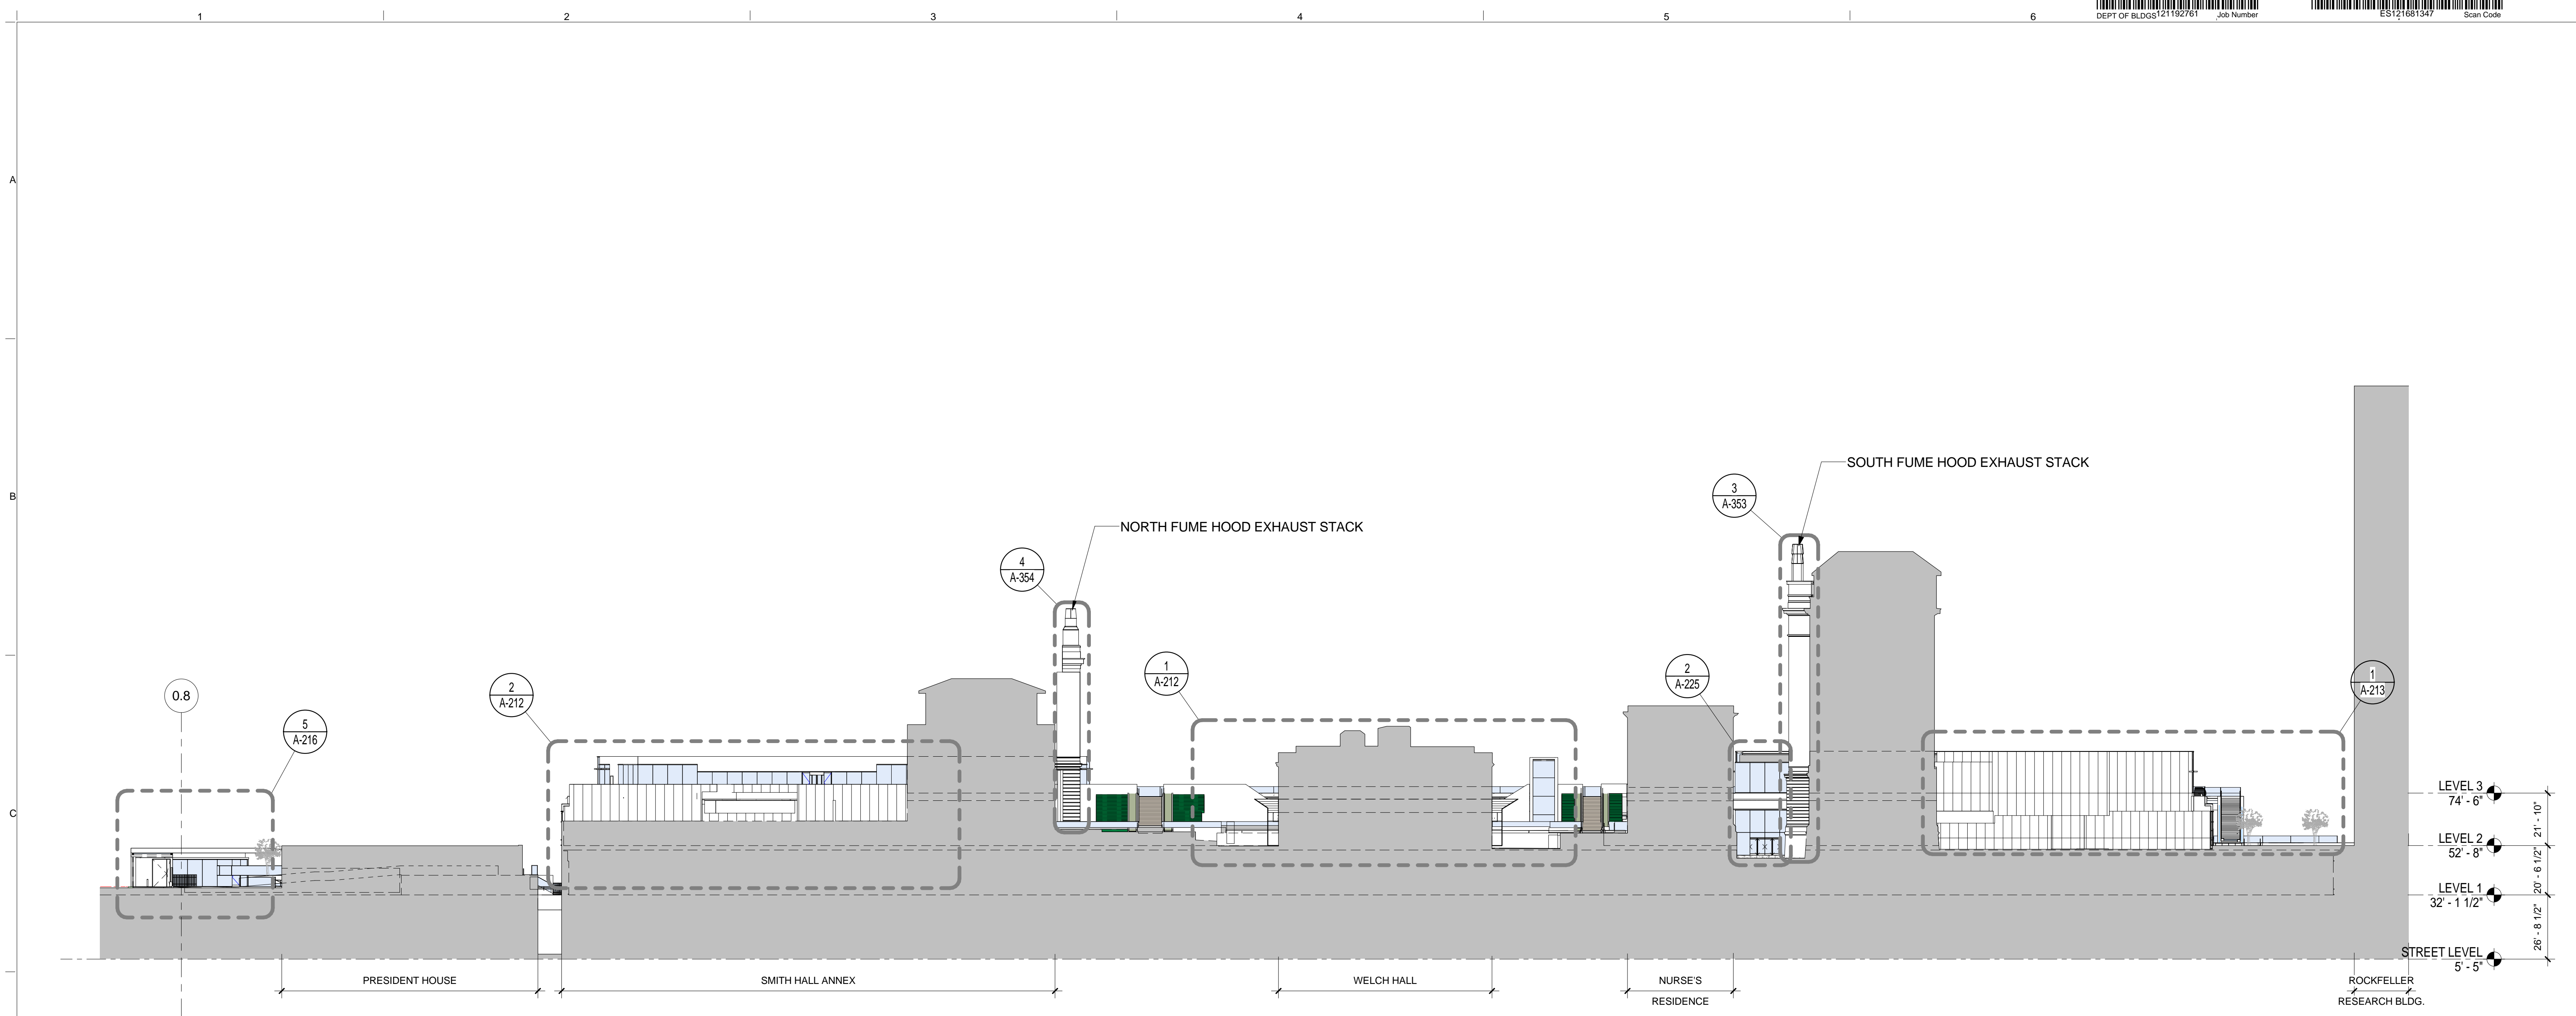 1 2 3 4 5 6
DEPT OF BLDGS 121192761 Job Number
ES121681347 Scan Code
A
SOUTH FUME HOOD EXHAUST STACK
B
3
A-353
NORTH FUME HOOD EXHAUST STACK
4
A-354
1
A-212
2
A-225
1
A-213
0.8
2
A-212
5
A-216
C
LEVEL 3
74' - 6"
21' - 10"
LEVEL 2
52' - 8"
20' - 6 1/2"
LEVEL 1
32' - 1 1/2"
26' - 8 1/2"
STREET LEVEL
5' - 5"
PRESIDENT HOUSE
SMITH HALL ANNEX
WELCH HALL
NURSE'S
RESIDENCE
ROCKFELLER
RESEARCH BLDG.